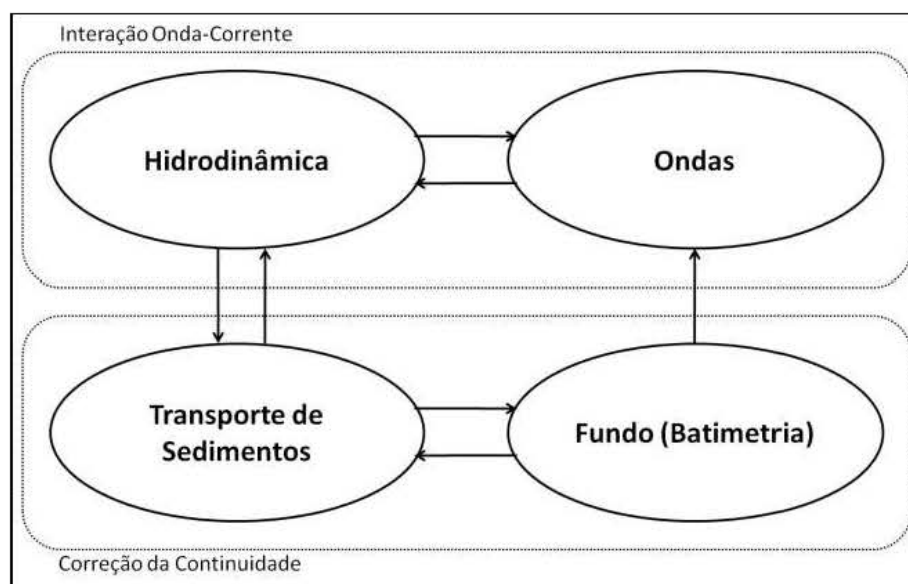 Interação Onda-Corrente
Hidrodinâmica
Ondas
Transporte de
Sedimentos
Fundo (Batimetria)
Correção da Continuidade